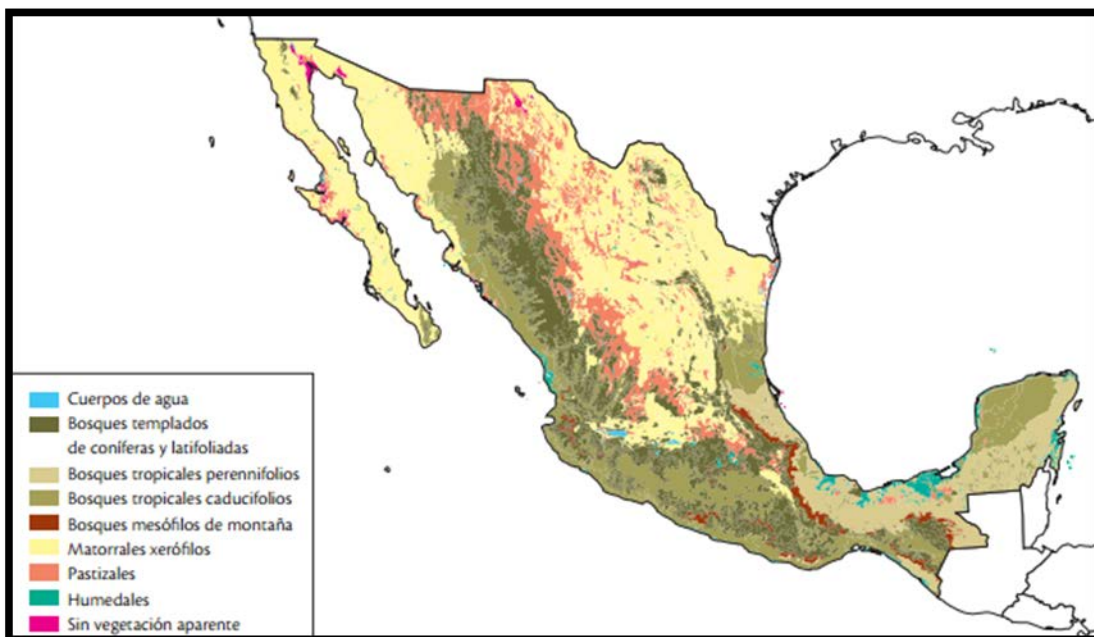 Cuerpos de agua
Bosques templados
de coníferas y latifoliadas
Bosques tropicales perennifolios
Bosques tropicales caducifolios
Bosques mesófilos de montaña
Matorrales xerófilos
Pastizales
Humedales
Sin vegetación aparente